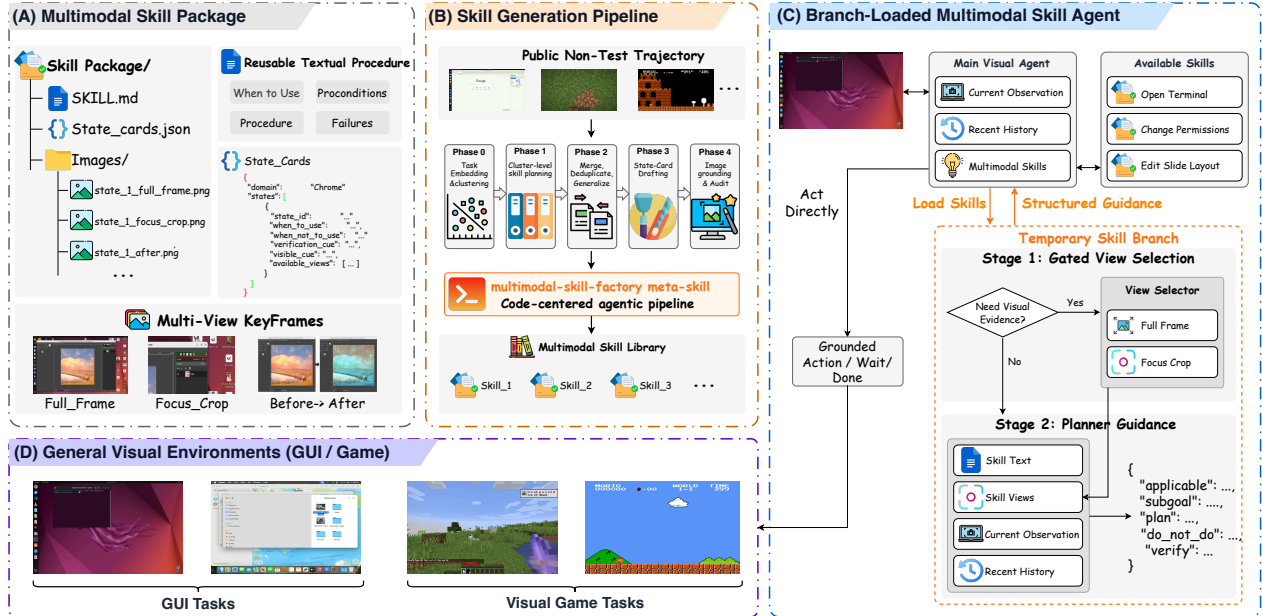 (A) Multimodal Skill Package
Skill Package/
SKILL.md
State_cards.json
Images/
state_1_full_frame.png
state_1_focus_crop.png
state_1_after.png
...
Reusable Textual Procedure
When to Use
Proconditions
Procedure
Failures
State_Cards
{
"domain": "Chrome"
"states": [
{
"state_id": "..."
"when_to_use": "...",
"when_not_to_use": "..."
"verification_cue": "...",
"visible_cue": "...",
"available_views": [ ... ]
}
]
}
Multi-View KeyFrames
Full_Frame
Focus_Crop
Before-> After
(B) Skill Generation Pipeline
Public Non-Test Trajectory
...
Phase 0
Task
Embedding
&clustering
Phase 1
Cluster-level
skill planning
Phase 2
Merge,
Deduplicate,
Generalize
Phase 3
State-Card
Drafting
Phase 4
Image
grounding
& Audit
multimodal-skill-factory meta-skill
Code-centered agentic pipeline
Multimodal Skill Library
Skill_1
Skill_2
Skill_3
...
(C) Branch-Loaded Multimodal Skill Agent
Main Visual Agent
Current Observation
Recent History
Multimodal Skills
Available Skills
Open Terminal
Change Permissions
Edit Slide Layout
Act
Directly
Load Skills
Structured Guidance
Temporary Skill Branch
Stage 1: Gated View Selection
Need Visual
Evidence?
Yes
No
View Selector
Full Frame
Focus Crop
Grounded
Action / Wait/
Done
Stage 2: Planner Guidance
Skill Text
Skill Views
Current Observation
Recent History
{
"applicable": ...,
"subgoal": ....,
"plan": ...,
"do_not_do": ...,
"verify": ...
}
(D) General Visual Environments (GUI / Game)
MARIO
WORLD
TIME
000000
1-1
399
GUI Tasks
Visual Game Tasks